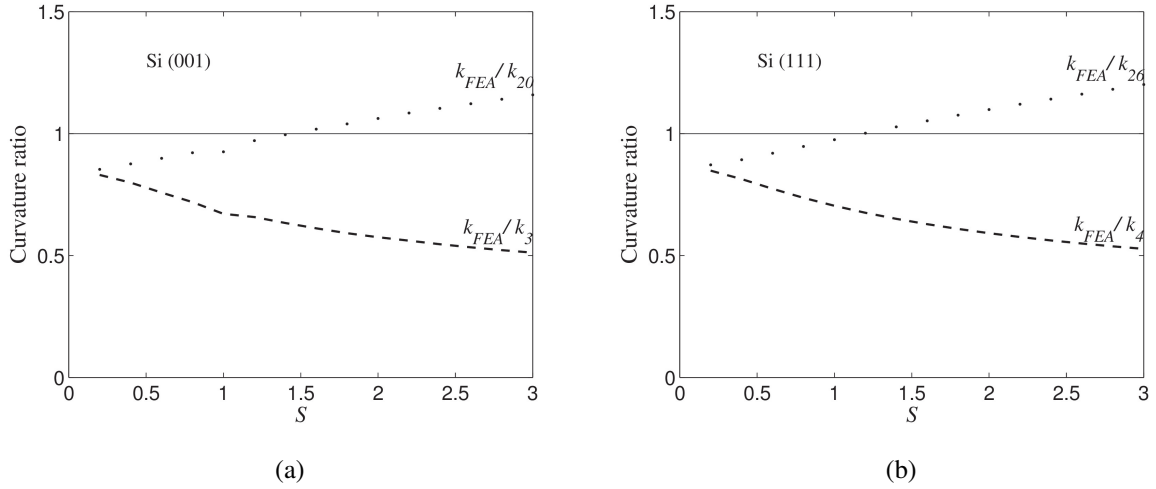 1.5
Si (001)
k_FEA/ k_20
1
Curvature ratio
k_FEA/ k_3
0.5
0
0 0.5 1 1.5 2 2.5 3
S
(a)
1.5
Si (111)
k_FEA/ k_26
1
Curvature ratio
k_FEA/ k_4
0.5
0
0 0.5 1 1.5 2 2.5 3
S
(b)